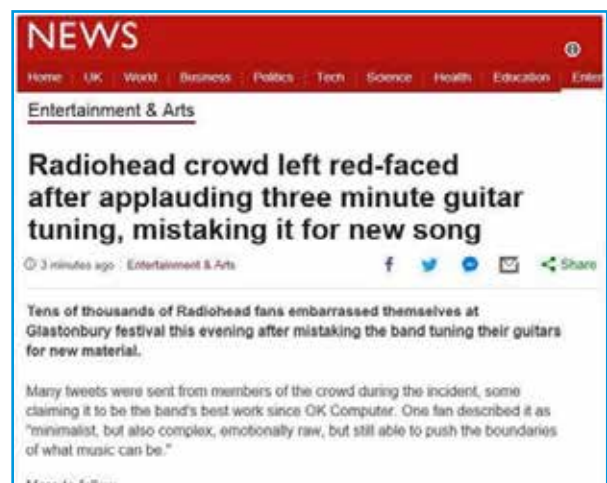 NEWS
Home UK World Business Politics Tech Science Health Education Enter
Entertainment & Arts
Radiohead crowd left red-faced
after applauding three minute guitar
tuning, mistaking it for new song
3 minutes ago Entertainment & Arts Share
Tens of thousands of Radiohead fans embarrassed themselves at
Glastonbury festival this evening after mistaking the band tuning their guitars
for new material.
Many tweets were sent from members of the crowd during the incident, some
claiming it to be the band's best work since OK Computer. One fan described it as
"minimalist, but also complex, emotionally raw, but still able to push the boundaries
of what music can be."